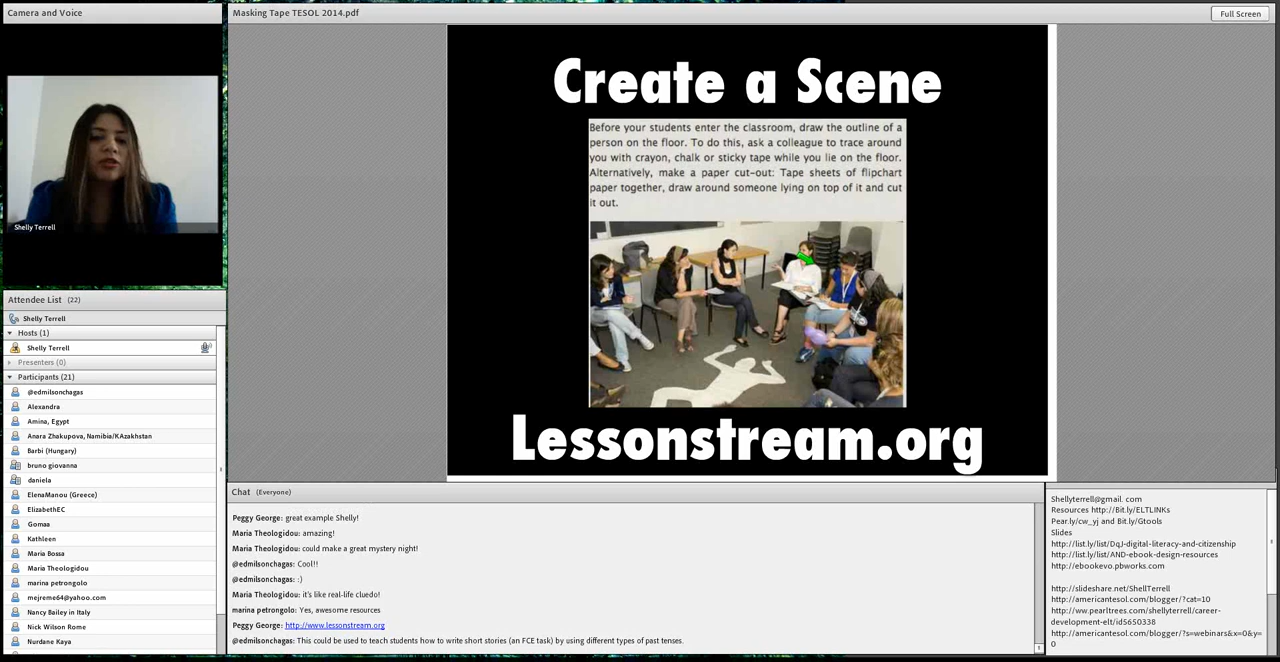 Camera and Voice
Shelly Terrell
Attendee List (22)
Shelly Terrell
Hosts (1)
Shelly Terrell
Presenters (0)
Participants (21)
@edmilsonchagas
Alexandra
Amina, Egypt
Anara Zhakupova, Namibia/KAzakhstan
Barbi (Hungary)
bruno giovanna
daniela
ElenaManou (Greece)
ElizabethEC
Gomaa
Kathleen
Maria Bossa
Maria Theologidou
marina petrongolo
mejreme64@yahoo.com
Nancy Bailey in Italy
Nick Wilson Rome
Nurdane Kaya
Masking Tape TESOL 2014.pdf
Full Screen
Create a Scene
Before your students enter the classroom, draw the outline of a
person on the floor. To do this, ask a colleague to trace around
you with crayon, chalk or sticky tape while you lie on the floor.
Alternatively, make a paper cut-out: Tape sheets of flipchart
paper together, draw around someone lying on top of it and cut
it out.
Lessonstream.org
Chat (Everyone)
Peggy George: great example Shelly!
Maria Theologidou: amazing!
Maria Theologidou: could make a great mystery night!
@edmilsonchagas: Cool!!
@edmilsonchagas: :)
Maria Theologidou: it's like real-life cluedo!
marina petrongolo: Yes, awesome resources
Peggy George: http://www.lessonstream.org
@edmilsonchagas: This could be used to teach students how to write short stories (an FCE task) by using different types of past tenses.
Shellyterrell@gmail. com
Resources http://Bit.ly/ELTLINKs
Pear.ly/cw_yj and Bit.ly/Gtools
Slides
http://list.ly/list/DqJ-digital-literacy-and-citizenship
http://list.ly/list/AND-ebook-design-resources
http://ebookevo.pbworks.com
http://slideshare.net/ShellTerrell
http://americantesol.com/blogger/?cat=10
http://ww.pearltrees.com/shellyterrell/career-
development-elt/id5650338
http://americantesol.com/blogger/?s=webinars&x=0&y=
0